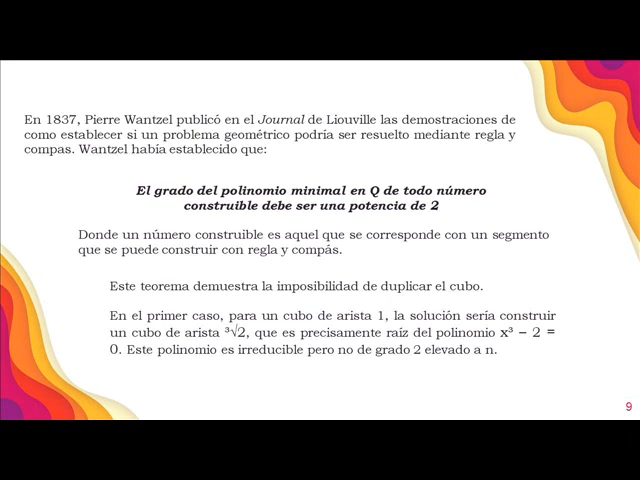 En 1837, Pierre Wantzel publicó en el Journal de Liouville las demostraciones de
como establecer si un problema geométrico podría ser resuelto mediante regla y
compas. Wantzel había establecido que:
El grado del polinomio minimal en Q de todo número
construible debe ser una potencia de 2
Donde un número construible es aquel que se corresponde con un segmento
que se puede construir con regla y compás.
Este teorema demuestra la imposibilidad de duplicar el cubo.
En el primer caso, para un cubo de arista 1, la solución sería construir
un cubo de arista ³√2, que es precisamente raíz del polinomio x³ − 2 =
0. Este polinomio es irreducible pero no de grado 2 elevado a n.
9